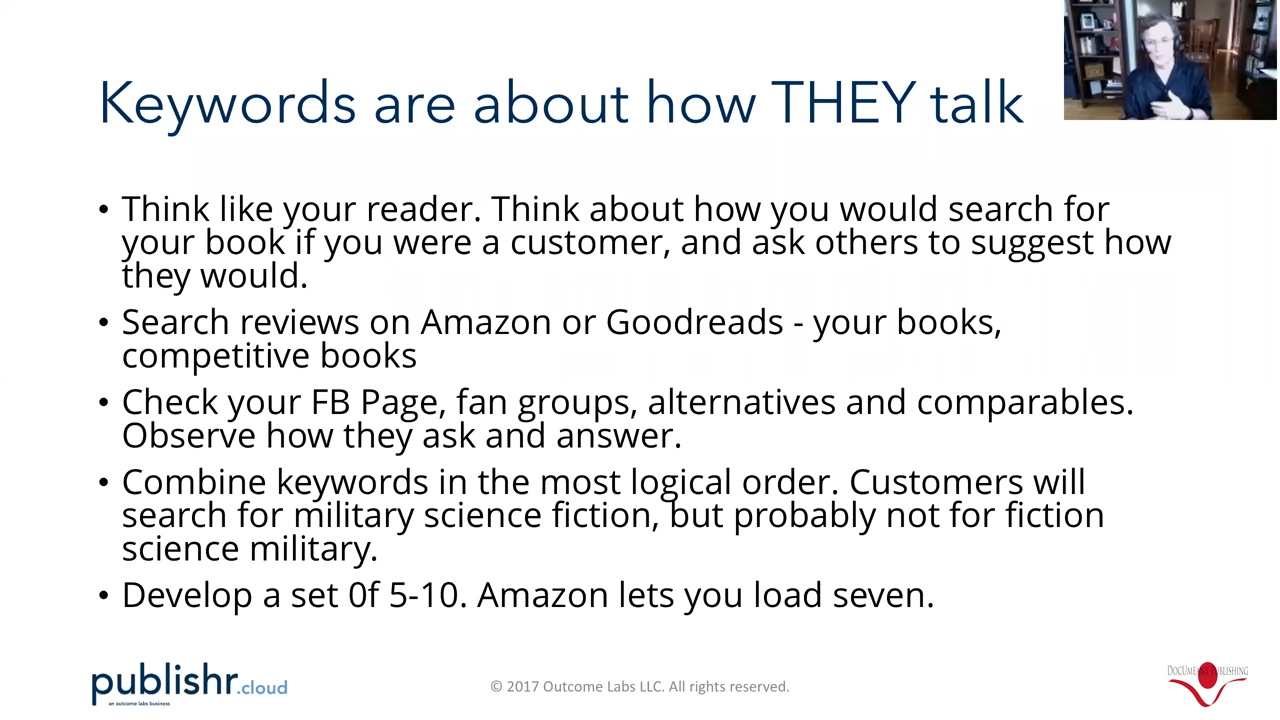 Keywords are about how THEY talk
• Think like your reader. Think about how you would search for
your book if you were a customer, and ask others to suggest how
they would.
• Search reviews on Amazon or Goodreads - your books,
competitive books
• Check your FB Page, fan groups, alternatives and comparables.
Observe how they ask and answer.
• Combine keywords in the most logical order. Customers will
search for military science fiction, but probably not for fiction
science military.
• Develop a set 0f 5-10. Amazon lets you load seven.
publishr.cloud
an outcome labs business
© 2017 Outcome Labs LLC. All rights reserved.
DOCUMEANT PUBLISHING